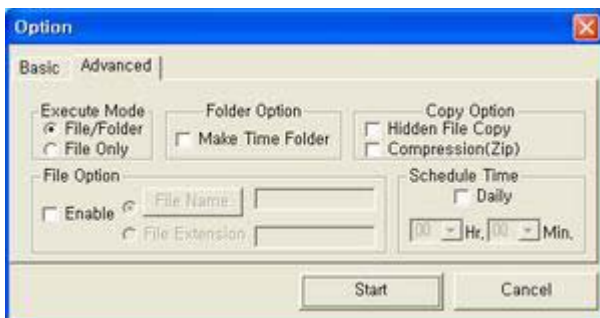 Option
Basic Advanced
Execute Mode
File/Folder
File Only
Folder Option
Make Time Folder
Copy Option
Hidden File Copy
Compression(Zip)
File Option
Enable
File Name
File Extension
Schedule Time
Daily
00 Hr. 00 Min.
Start Cancel